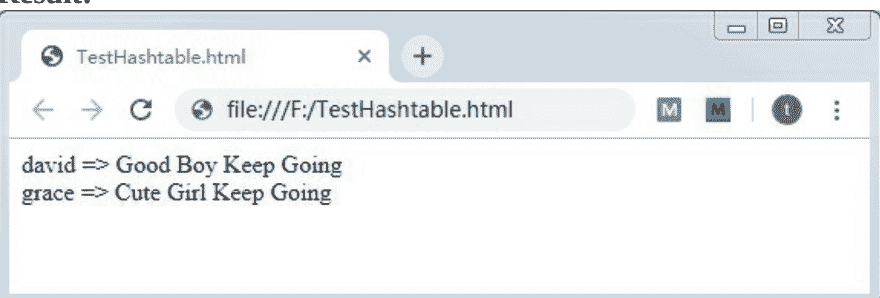 Result:
TestHashtable.html
file:///F:/TestHashtable.html
M M t
david => Good Boy Keep Going
grace => Cute Girl Keep Going